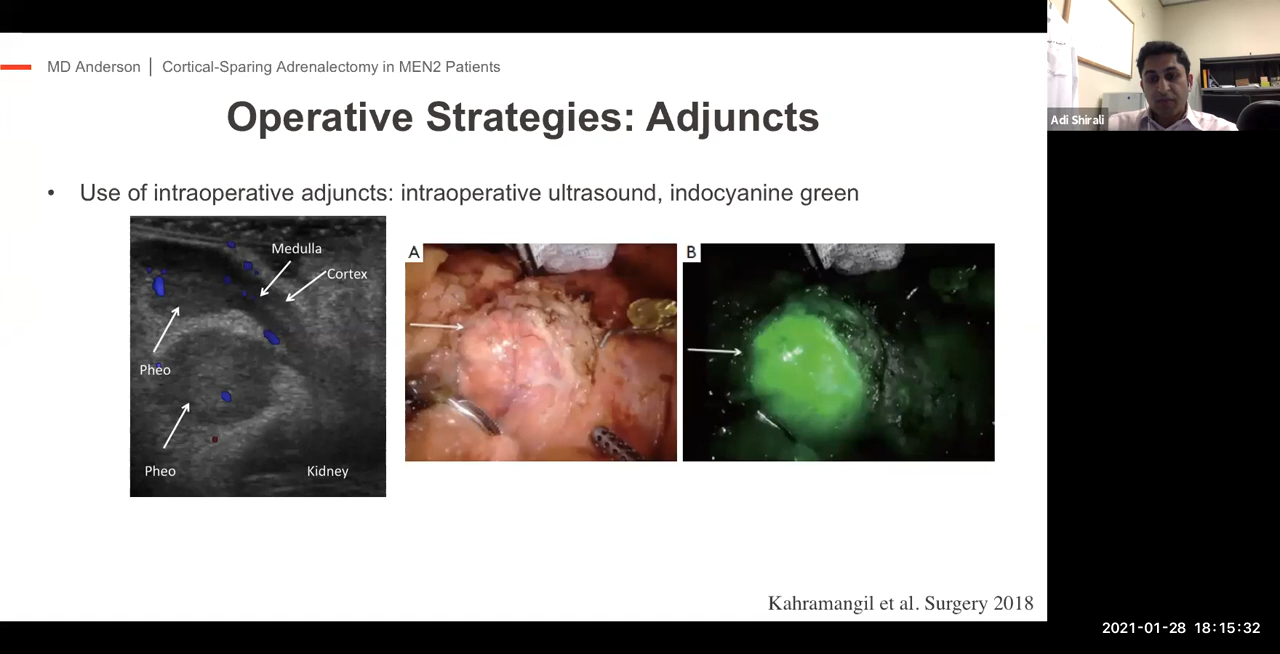 MD Anderson | Cortical-Sparing Adrenalectomy in MEN2 Patients
Operative Strategies: Adjuncts
• Use of intraoperative adjuncts: intraoperative ultrasound, indocyanine green
Medulla
Cortex
Pheo
Pheo
Kidney
A
B
Kahramangil et al. Surgery 2018
Adi Shirali
2021-01-28 18:15:32